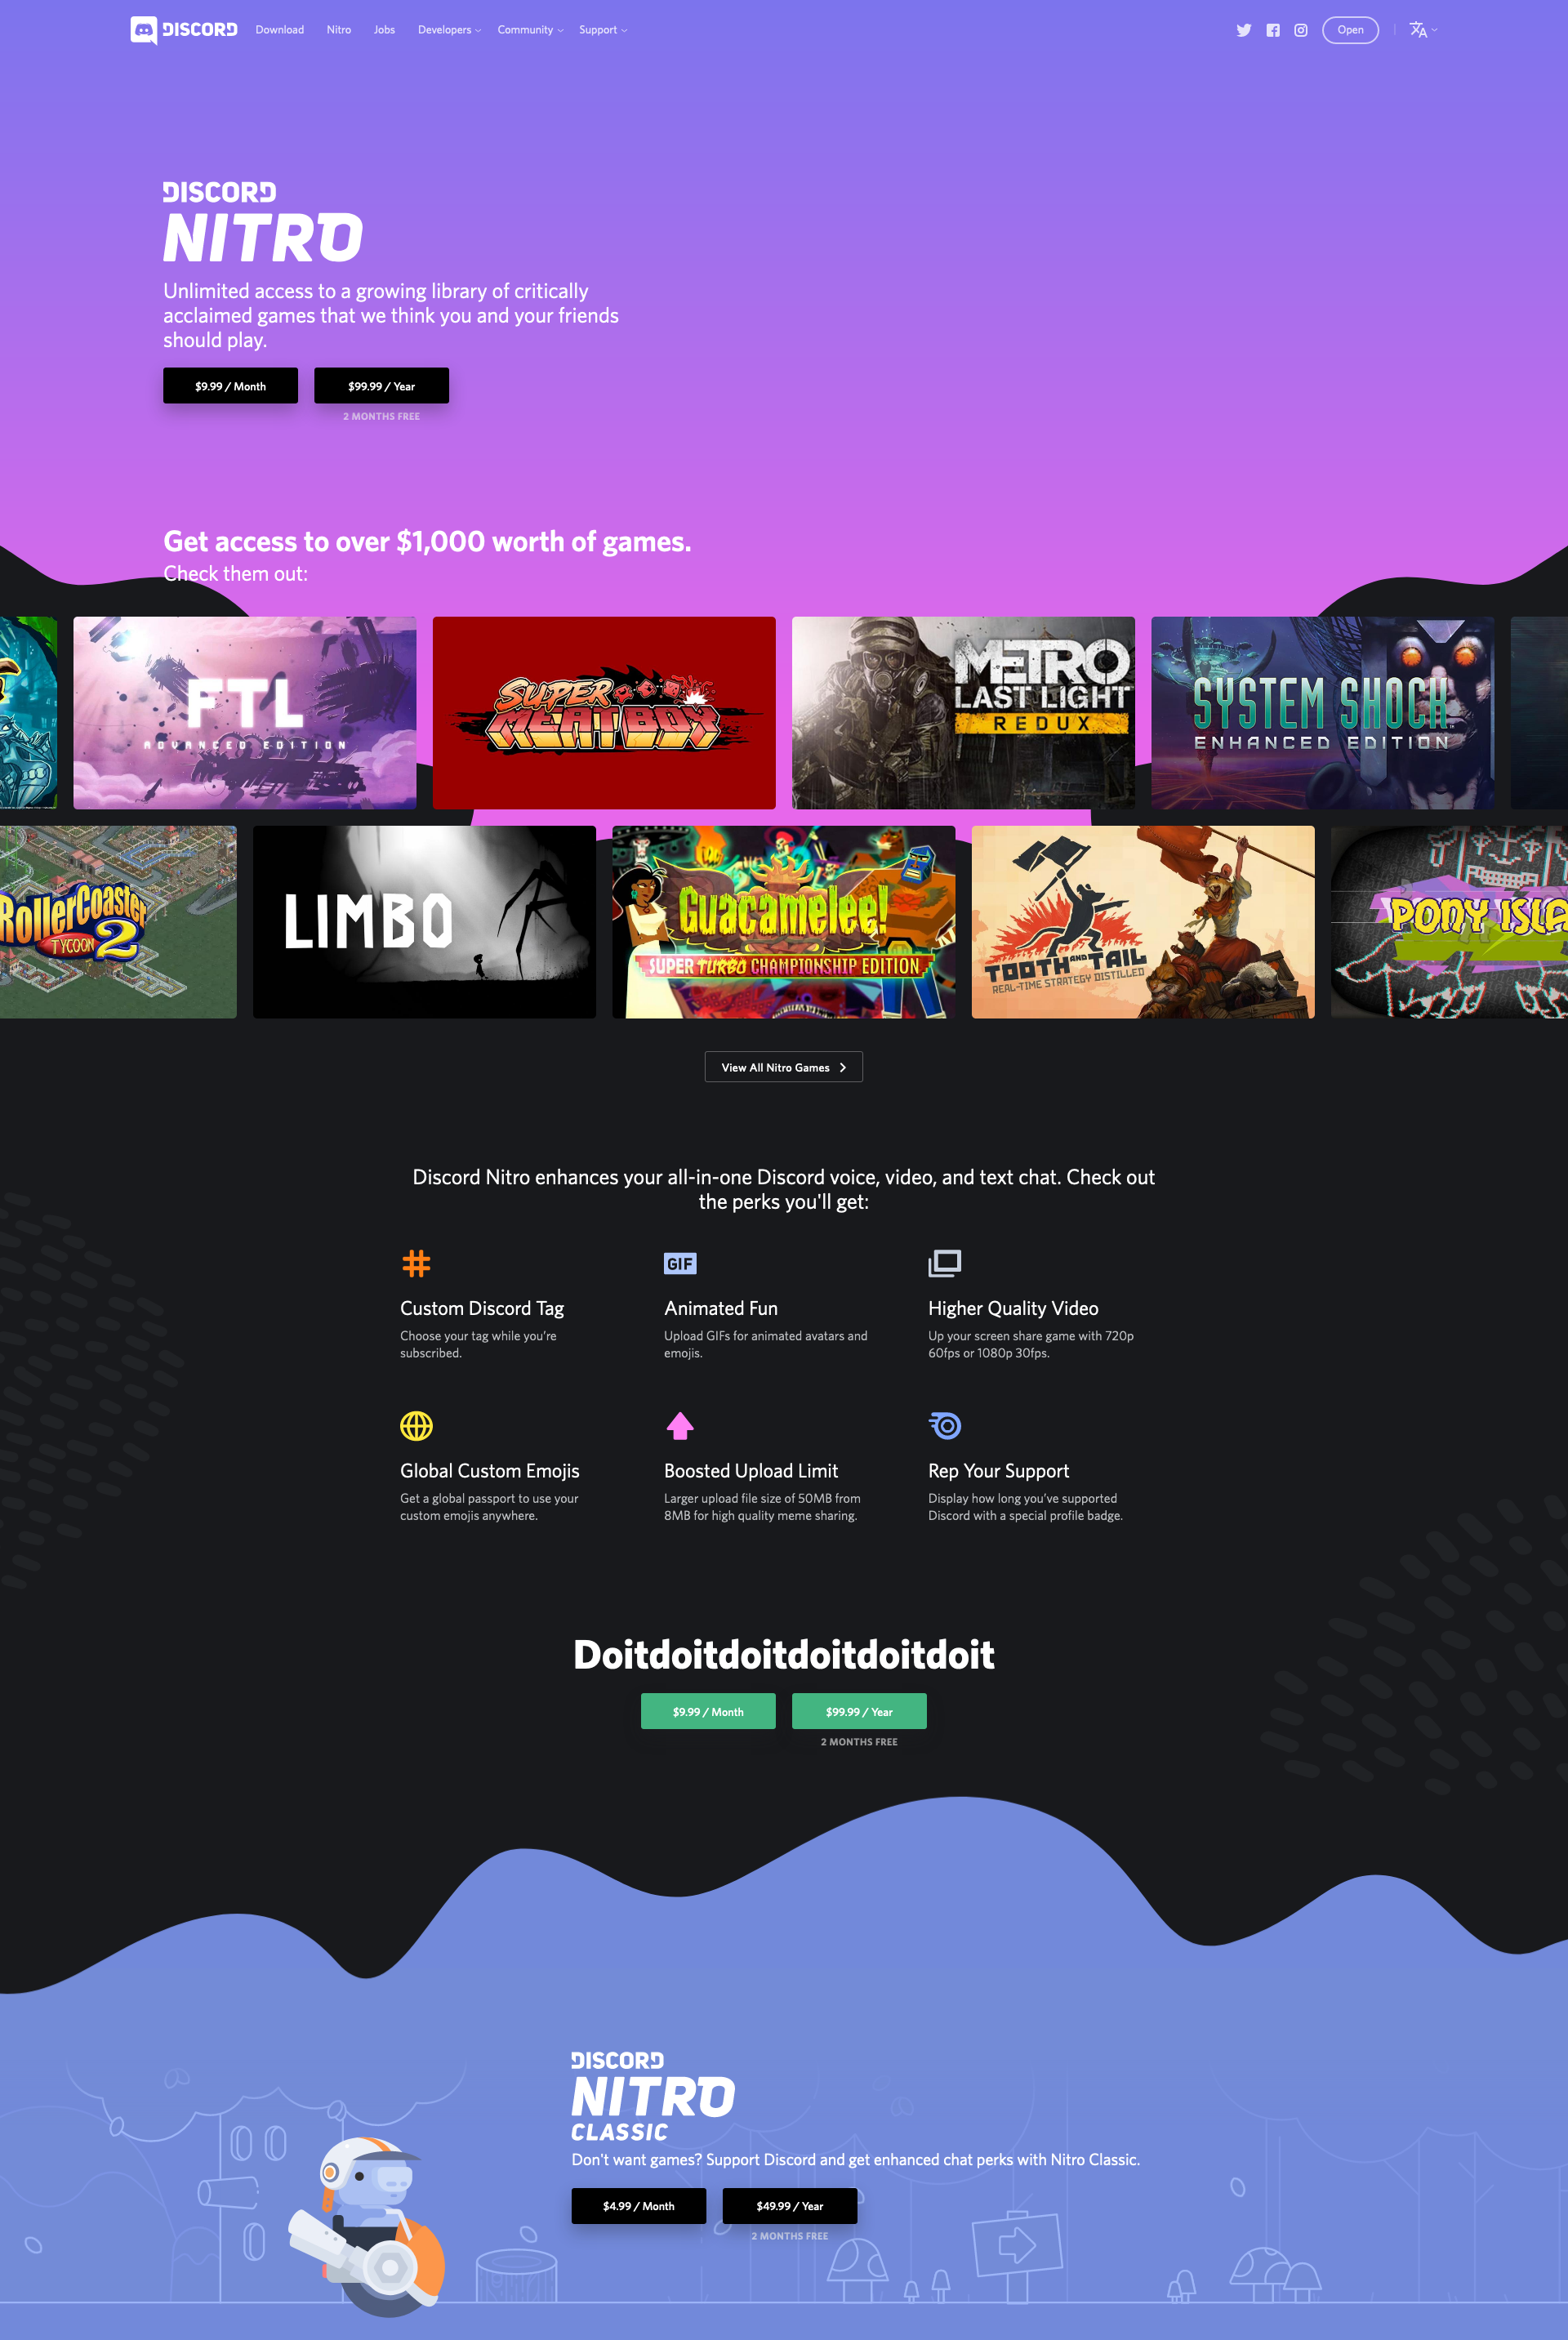 DISCORD
Download
Nitro
Jobs
Developers
Community
Support
Open
DISCORD
NITRO
Unlimited access to a growing library of critically
acclaimed games that we think you and your friends
should play.
$9.99 / Month
$99.99 / Year
2 MONTHS FREE
Get access to over $1,000 worth of games.
Check them out:
FTL
ADVANCED EDITION
SUPER
MEAT BOY
METRO
LAST LIGHT
REDUX
SYSTEM SHOCK
ENHANCED EDITION
RollerCoaster
TYCOON 2
LIMBO
Guacamelee!
SUPER TURBO CHAMPIONSHIP EDITION
TOOTH AND TAIL
REAL-TIME STRATEGY DISTILLED
PONY ISLA
View All Nitro Games
Discord Nitro enhances your all-in-one Discord voice, video, and text chat. Check out
the perks you'll get:
GIF
Custom Discord Tag
Choose your tag while you’re
subscribed.
Animated Fun
Upload GIFs for animated avatars and
emojis.
Higher Quality Video
Up your screen share game with 720p
60fps or 1080p 30fps.
Global Custom Emojis
Get a global passport to use your
custom emojis anywhere.
Boosted Upload Limit
Larger upload file size of 50MB from
8MB for high quality meme sharing.
Rep Your Support
Display how long you’ve supported
Discord with a special profile badge.
Doitdoitdoitdoitdoitdoit
$9.99 / Month
$99.99 / Year
2 MONTHS FREE
DISCORD
NITRO
CLASSIC
Don't want games? Support Discord and get enhanced chat perks with Nitro Classic.
$4.99 / Month
$49.99 / Year
2 MONTHS FREE